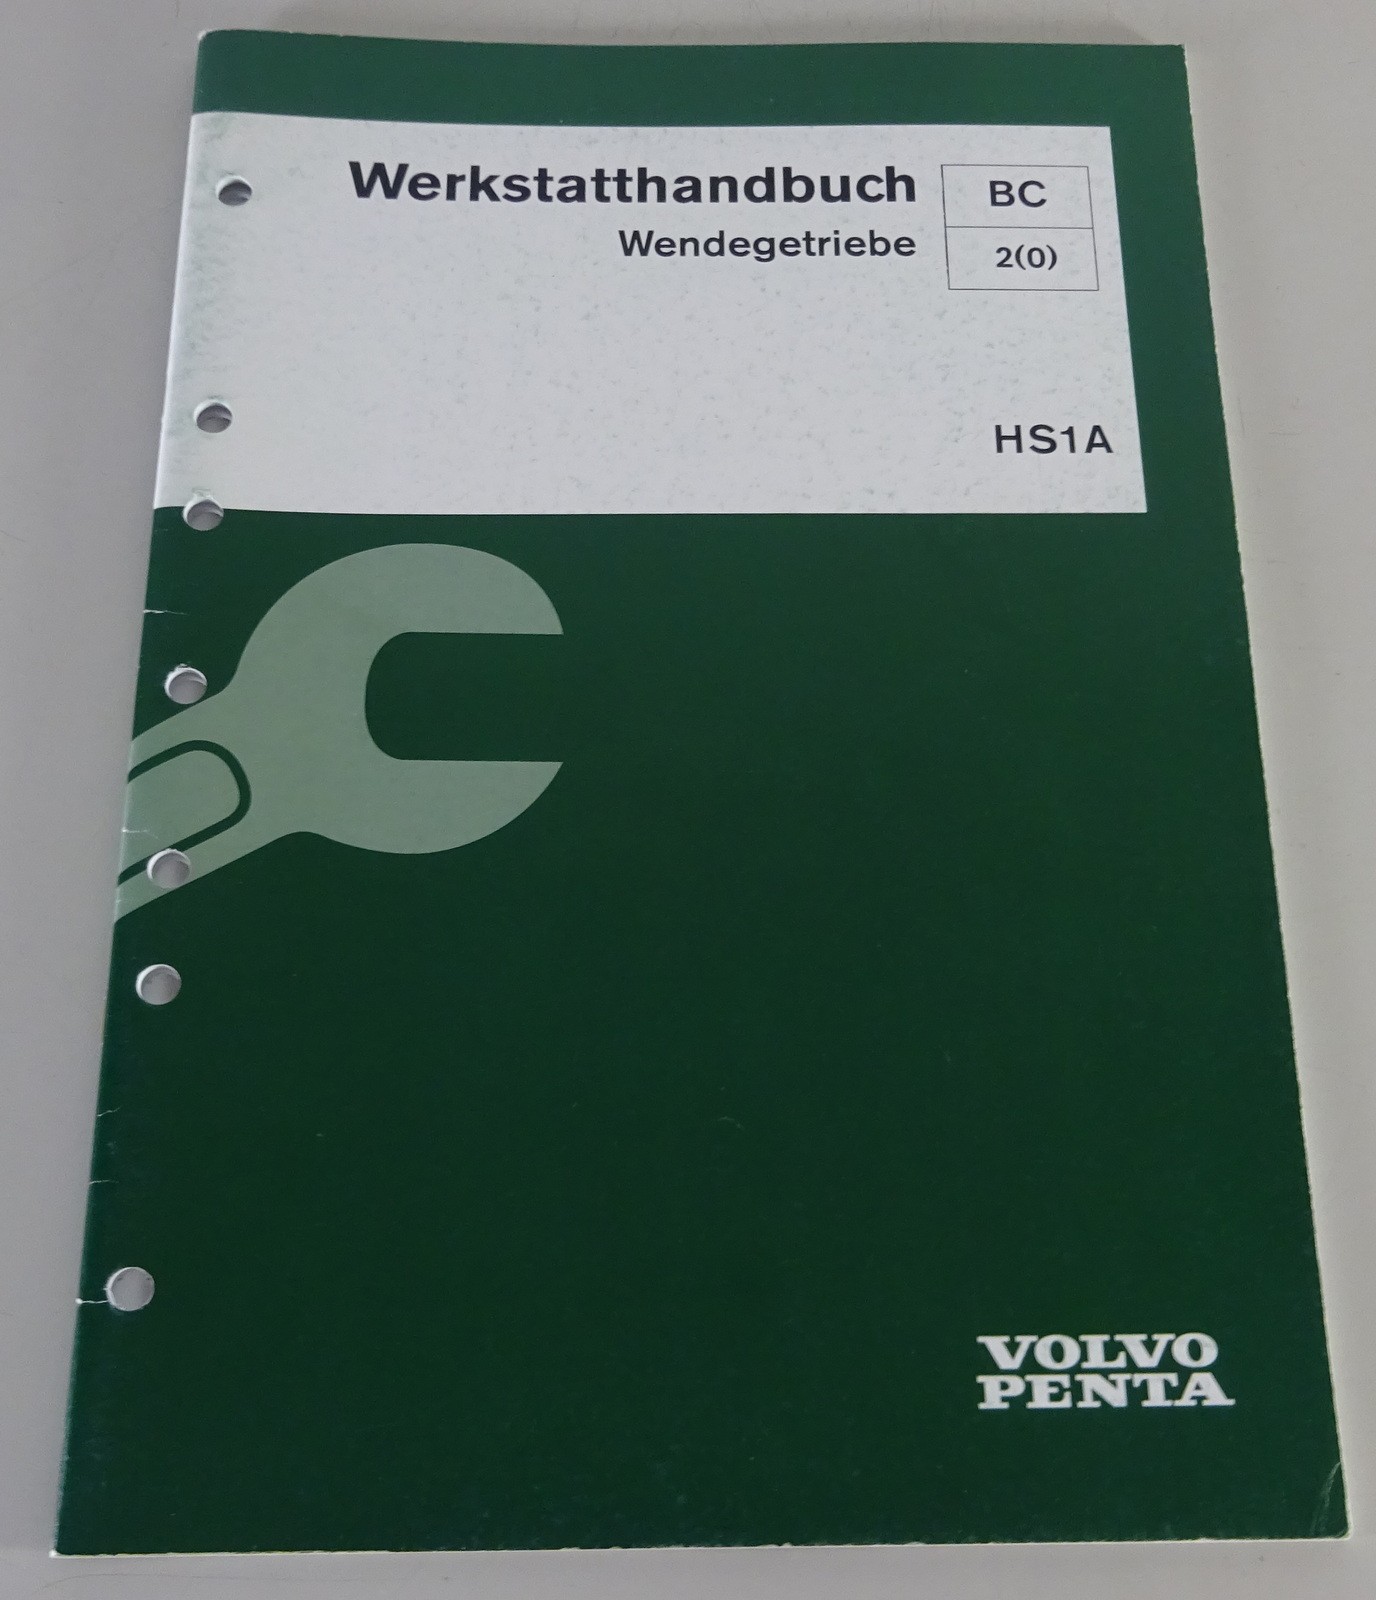 Werkstatthandbuch
Wendegetriebe
BC
2(0)
HS1A
VOLVO
PENTA